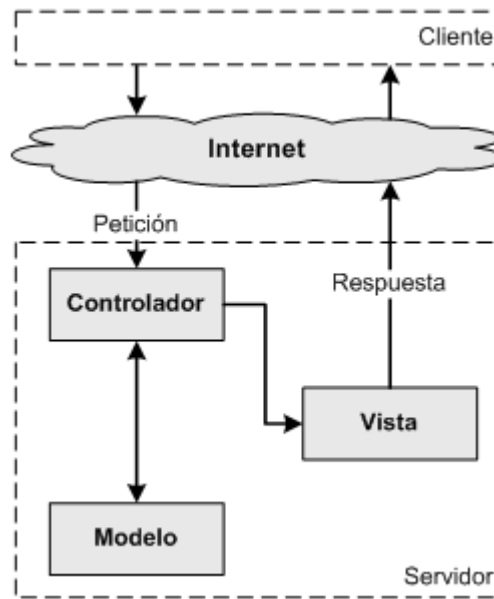 Cliente
Internet
Petición
Controlador
Respuesta
Vista
Modelo
Servidor